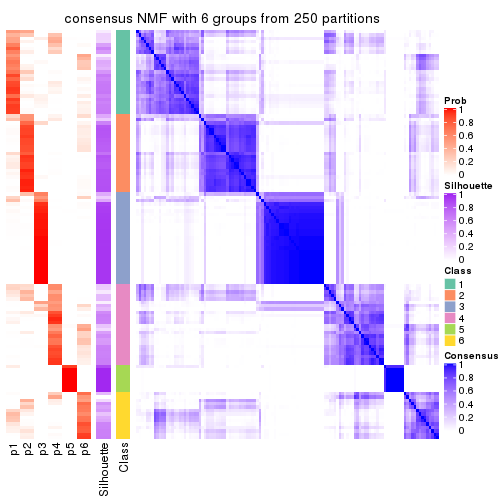 consensus NMF with 6 groups from 250 partitions
Prob
1
0.8
0.6
0.4
0.2
0
Silhouette
1
0.8
0.6
0.4
0.2
0
Class
1
2
3
4
5
6
Consensus
1
0.8
0.6
0.4
0.2
0
p1
p2
p3
p4
p5
p6
Silhouette
Class